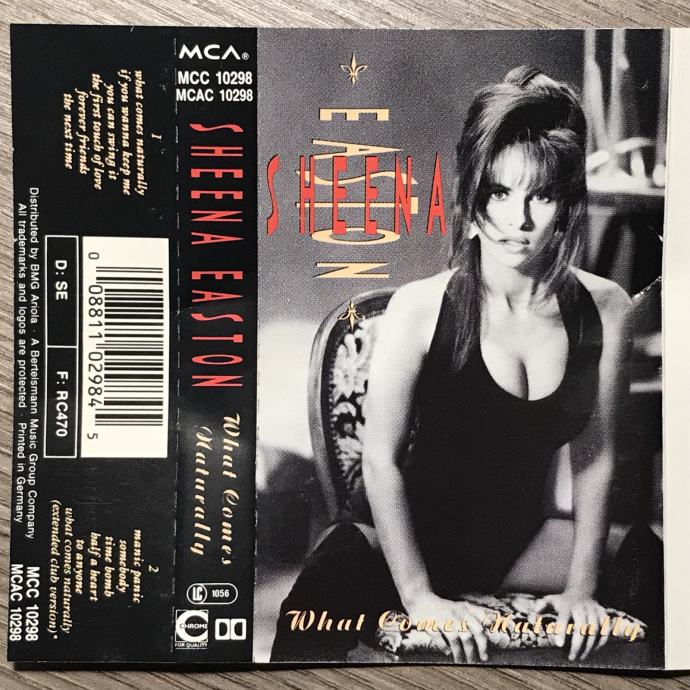 1
what comes naturally
if you wanna keep me
you can swing it
the first touch of love
forever friends
the next time
2
manic panic
somebody
time bomb
half a heart
to anyone
what comes naturally
(extended club version)
0 08811 02984 5
D: SE
F: RC470
Distributed by BMG Ariola · A Bertelsmann Music Group Company
All trademarks and logos are protected · Printed in Germany
MCC 10298
MCAC 10298
MCA®
MCC 10298
MCAC 10298
SHEENA EASTON
What Comes
Naturally
LC 1056
CHROME
FOR QUALITY
EASTON
SHEENA
What Comes Naturally